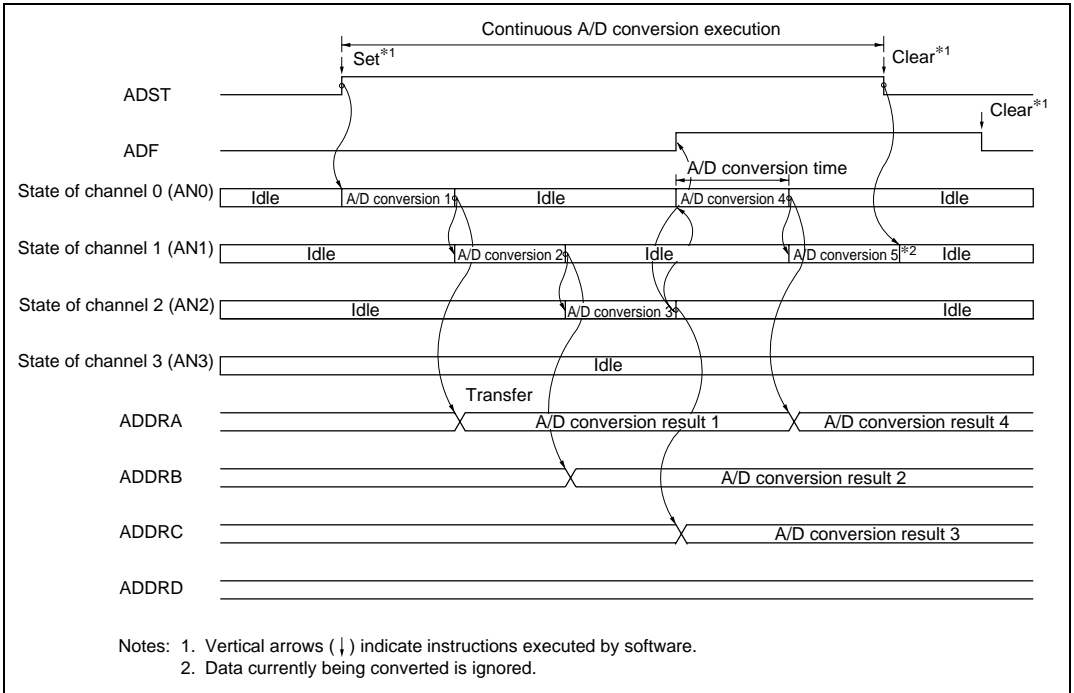 Continuous A/D conversion execution
Set*1 Clear*1
ADST
Clear*1
ADF
A/D conversion time
State of channel 0 (AN0) Idle A/D conversion 1 Idle A/D conversion 4 Idle
State of channel 1 (AN1) Idle A/D conversion 2 Idle A/D conversion 5 *2 Idle
State of channel 2 (AN2) Idle A/D conversion 3 Idle
State of channel 3 (AN3) Idle
Transfer
ADDRA A/D conversion result 1 A/D conversion result 4
ADDRB A/D conversion result 2
ADDRC A/D conversion result 3
ADDRD
Notes: 1. Vertical arrows (↓) indicate instructions executed by software.
2. Data currently being converted is ignored.